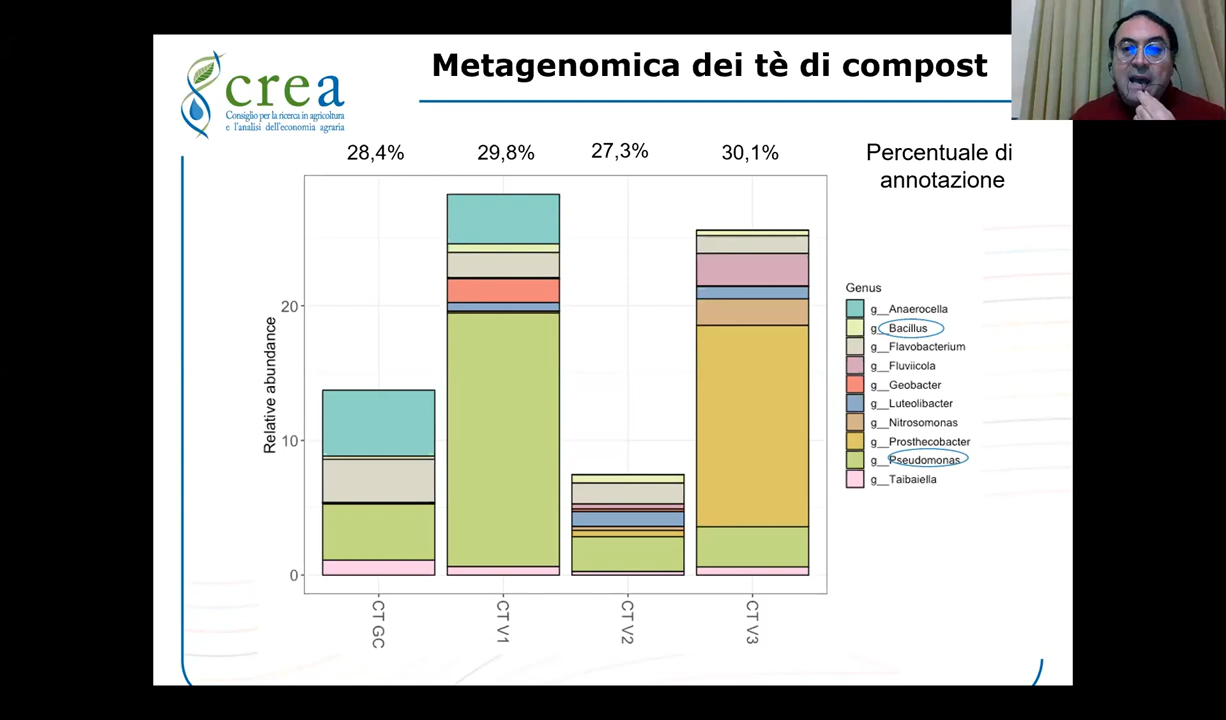 Metagenomica dei tè di compost
crea
Consiglio per la ricerca in agricoltura
e l'analisi dell'economia agraria
28,4%
29,8%
27,3%
30,1%
Percentuale di
annotazione
Relative abundance
20
10
0
CT GC
CT V1
CT V2
CT V3
Genus
g__Anaerocella
g__Bacillus
g__Flavobacterium
g__Fluviicola
g__Geobacter
g__Luteolibacter
g__Nitrosomonas
g__Prosthecobacter
g__Pseudomonas
g__Taibaiella